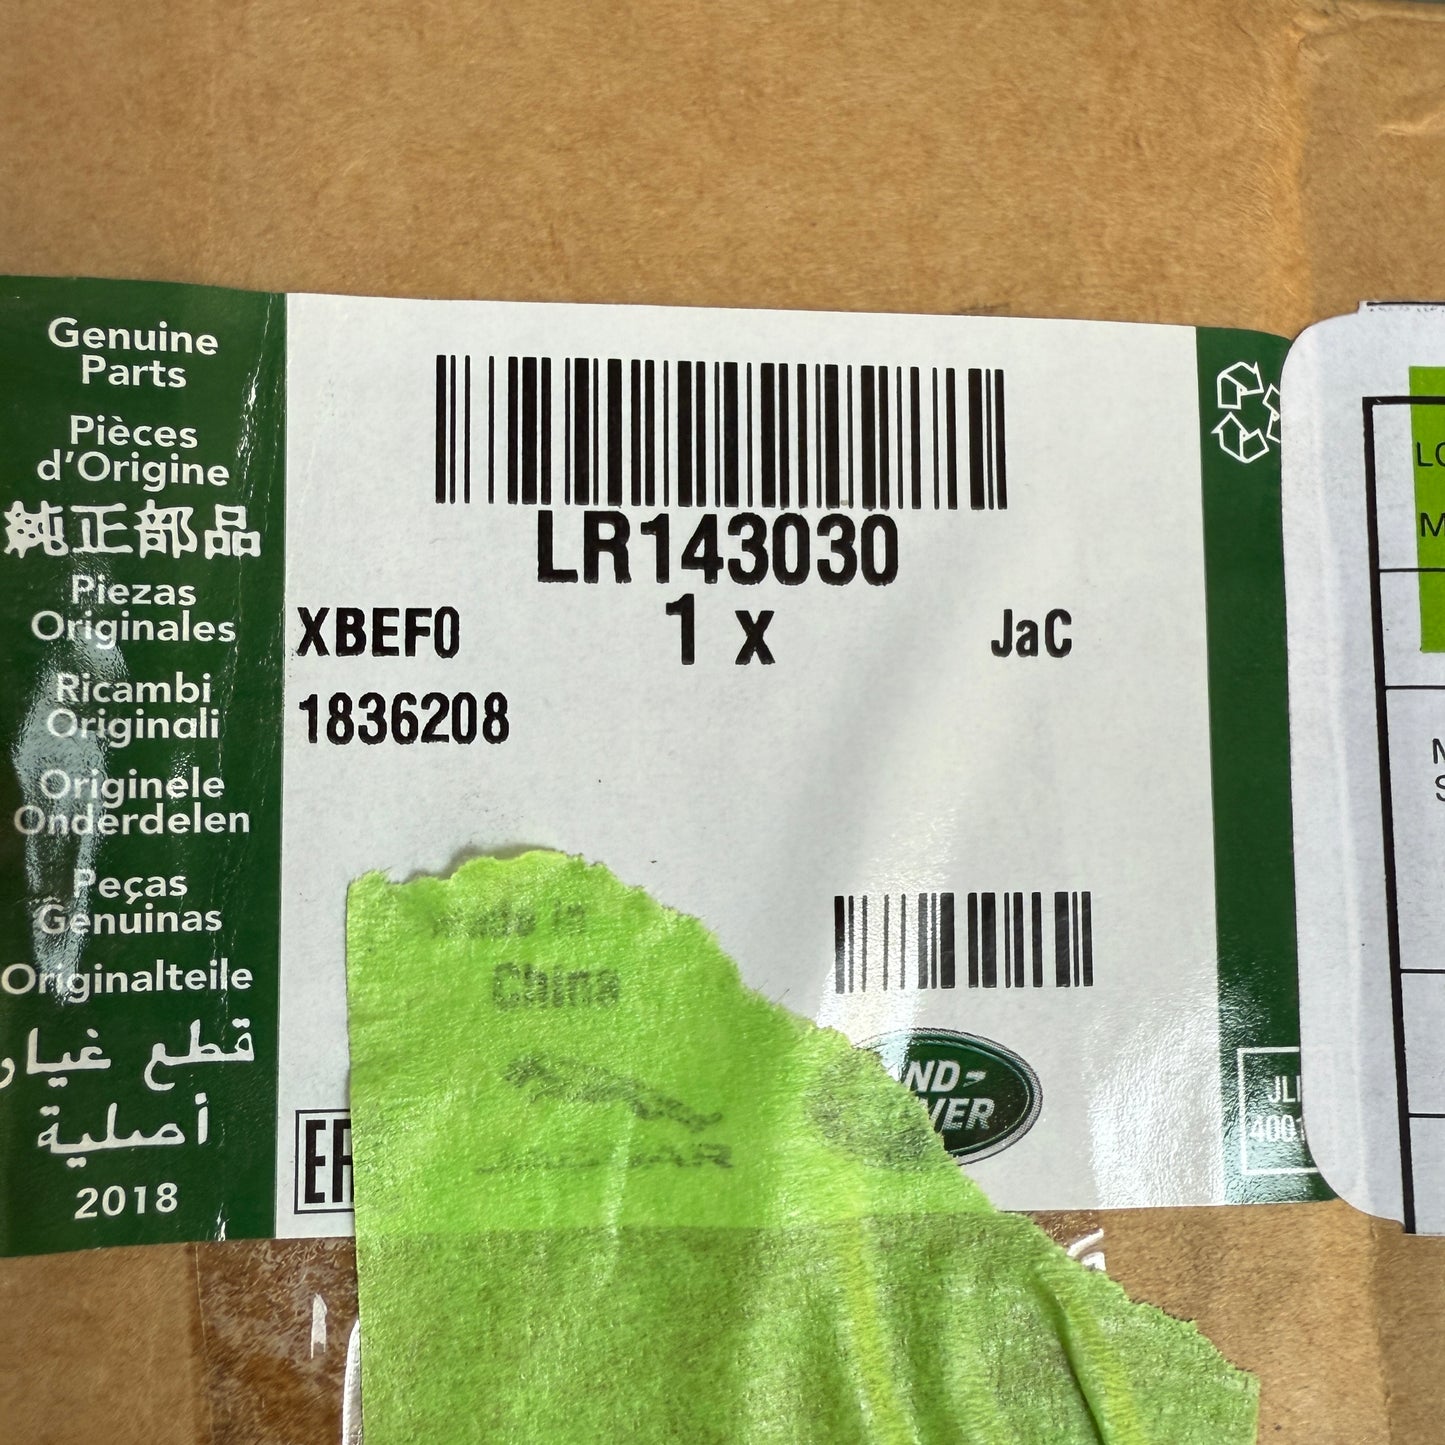 Genuine
Parts
Pièces
d'Origine
純正部品
Piezas
Originales
Ricambi
Originali
Originele
Onderdelen
Peças
Genuinas
Originalteile
قطع غيار
أصلية
2018
LR143030
XBEF0 1 x JaC
1836208
made in
China
JAGUAR